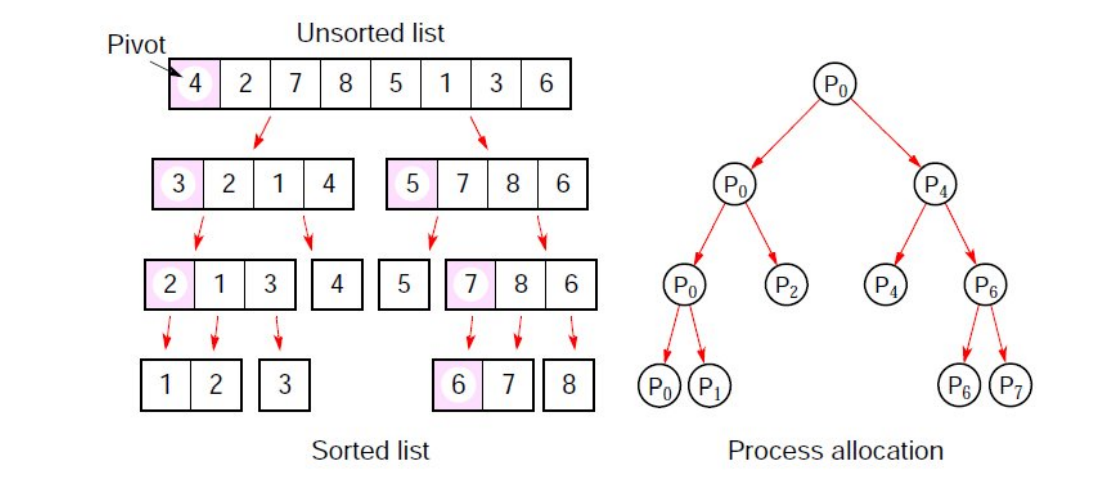 Unsorted list
Pivot
4 2 7 8 5 1 3 6
3 2 1 4
5 7 8 6
2 1 3
4
5
7 8 6
1 2
3
6 7
8
Sorted list
P0
P0 P4
P0 P2 P4 P6
P0 P1 P6 P7
Process allocation